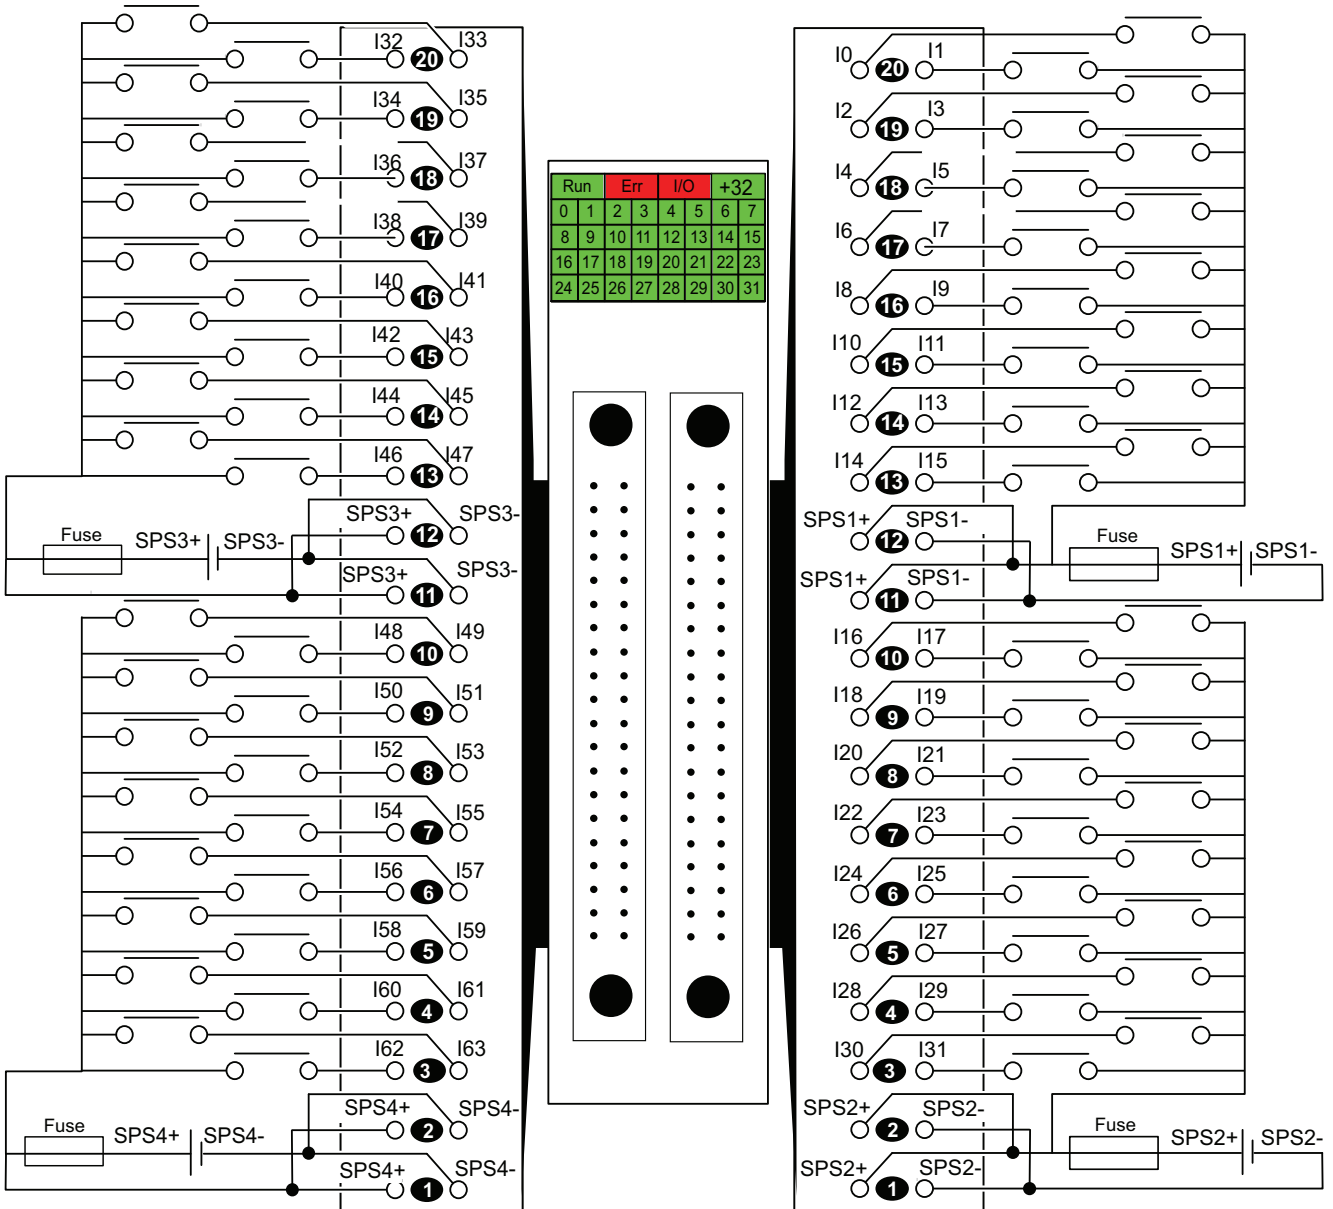 I32 20 I33
I34 19 I35
I36 18 I37
I38 17 I39
I40 16 I41
I42 15 I43
I44 14 I45
I46 13 I47
SPS3+ 12 SPS3-
Fuse SPS3+ SPS3-
SPS3+ 11 SPS3-
I48 10 I49
I50 9 I51
I52 8 I53
I54 7 I55
I56 6 I57
I58 5 I59
I60 4 I61
I62 3 I63
SPS4+ 2 SPS4-
Fuse SPS4+ SPS4-
SPS4+ 1 SPS4-
Run Err I/O +32
0 1 2 3 4 5 6 7
8 9 10 11 12 13 14 15
16 17 18 19 20 21 22 23
24 25 26 27 28 29 30 31
I0 20 I1
I2 19 I3
I4 18 I5
I6 17 I7
I8 16 I9
I10 15 I11
I12 14 I13
I14 13 I15
SPS1+ 12 SPS1-
Fuse SPS1+ SPS1-
SPS1+ 11 SPS1-
I16 10 I17
I18 9 I19
I20 8 I21
I22 7 I23
I24 6 I25
I26 5 I27
I28 4 I29
I30 3 I31
SPS2+ 2 SPS2-
Fuse SPS2+ SPS2-
SPS2+ 1 SPS2-